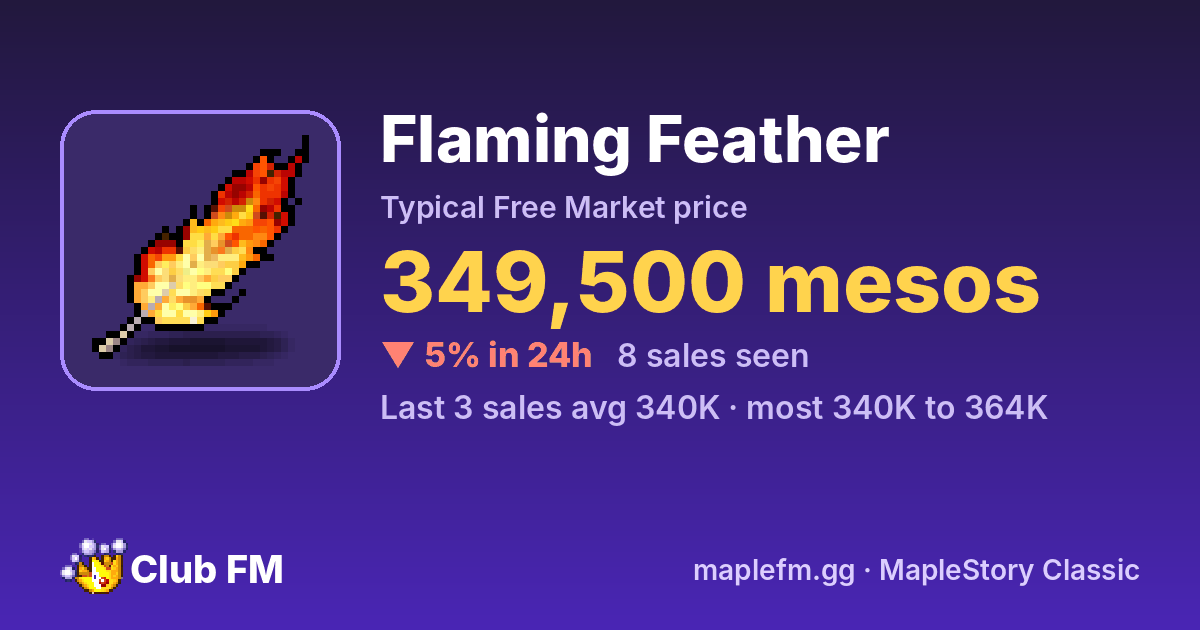 Flaming Feather
Typical Free Market price
349,500 mesos
▼ 5% in 24h 8 sales seen
Last 3 sales avg 340K · most 340K to 364K
Club FM
maplefm.gg · MapleStory Classic